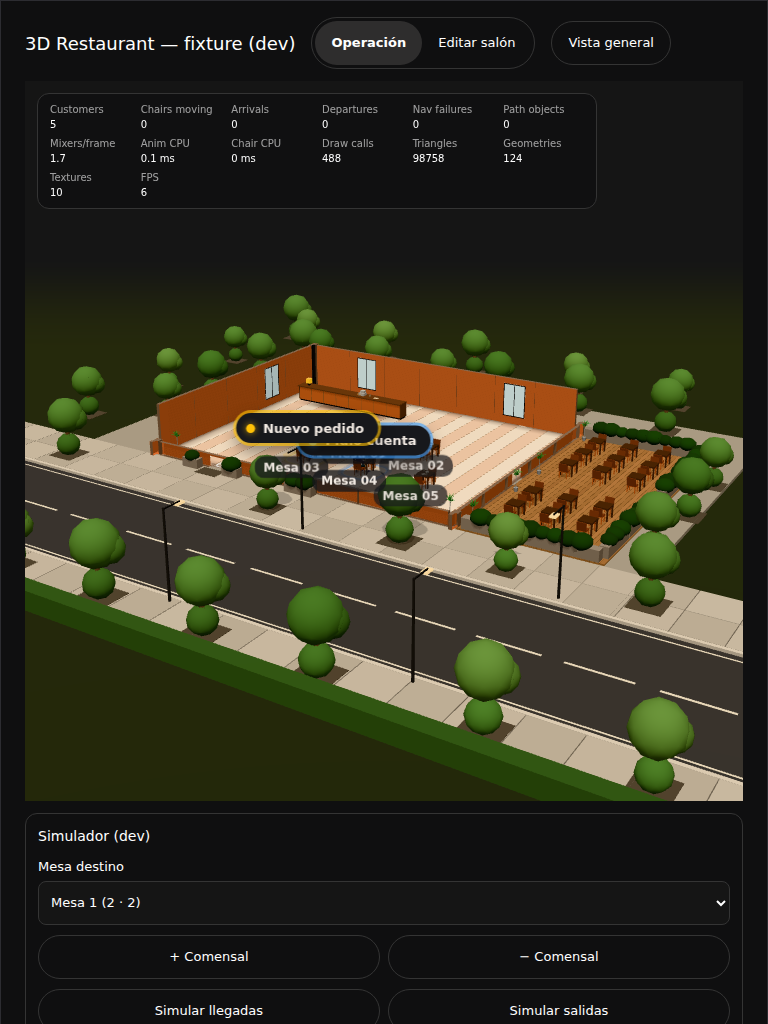 3D Restaurant — fixture (dev)
Operación
Editar salón
Vista general
Customers
5
Chairs moving
0
Arrivals
0
Departures
0
Nav failures
0
Path objects
0
Mixers/frame
1.7
Anim CPU
0.1 ms
Chair CPU
0 ms
Draw calls
488
Triangles
98758
Geometries
124
Textures
10
FPS
6
Nuevo pedido
cuenta
Mesa 03
Mesa 02
Mesa 04
Mesa 05
Simulador (dev)
Mesa destino
Mesa 1 (2 · 2)
+ Comensal
− Comensal
Simular llegadas
Simular salidas